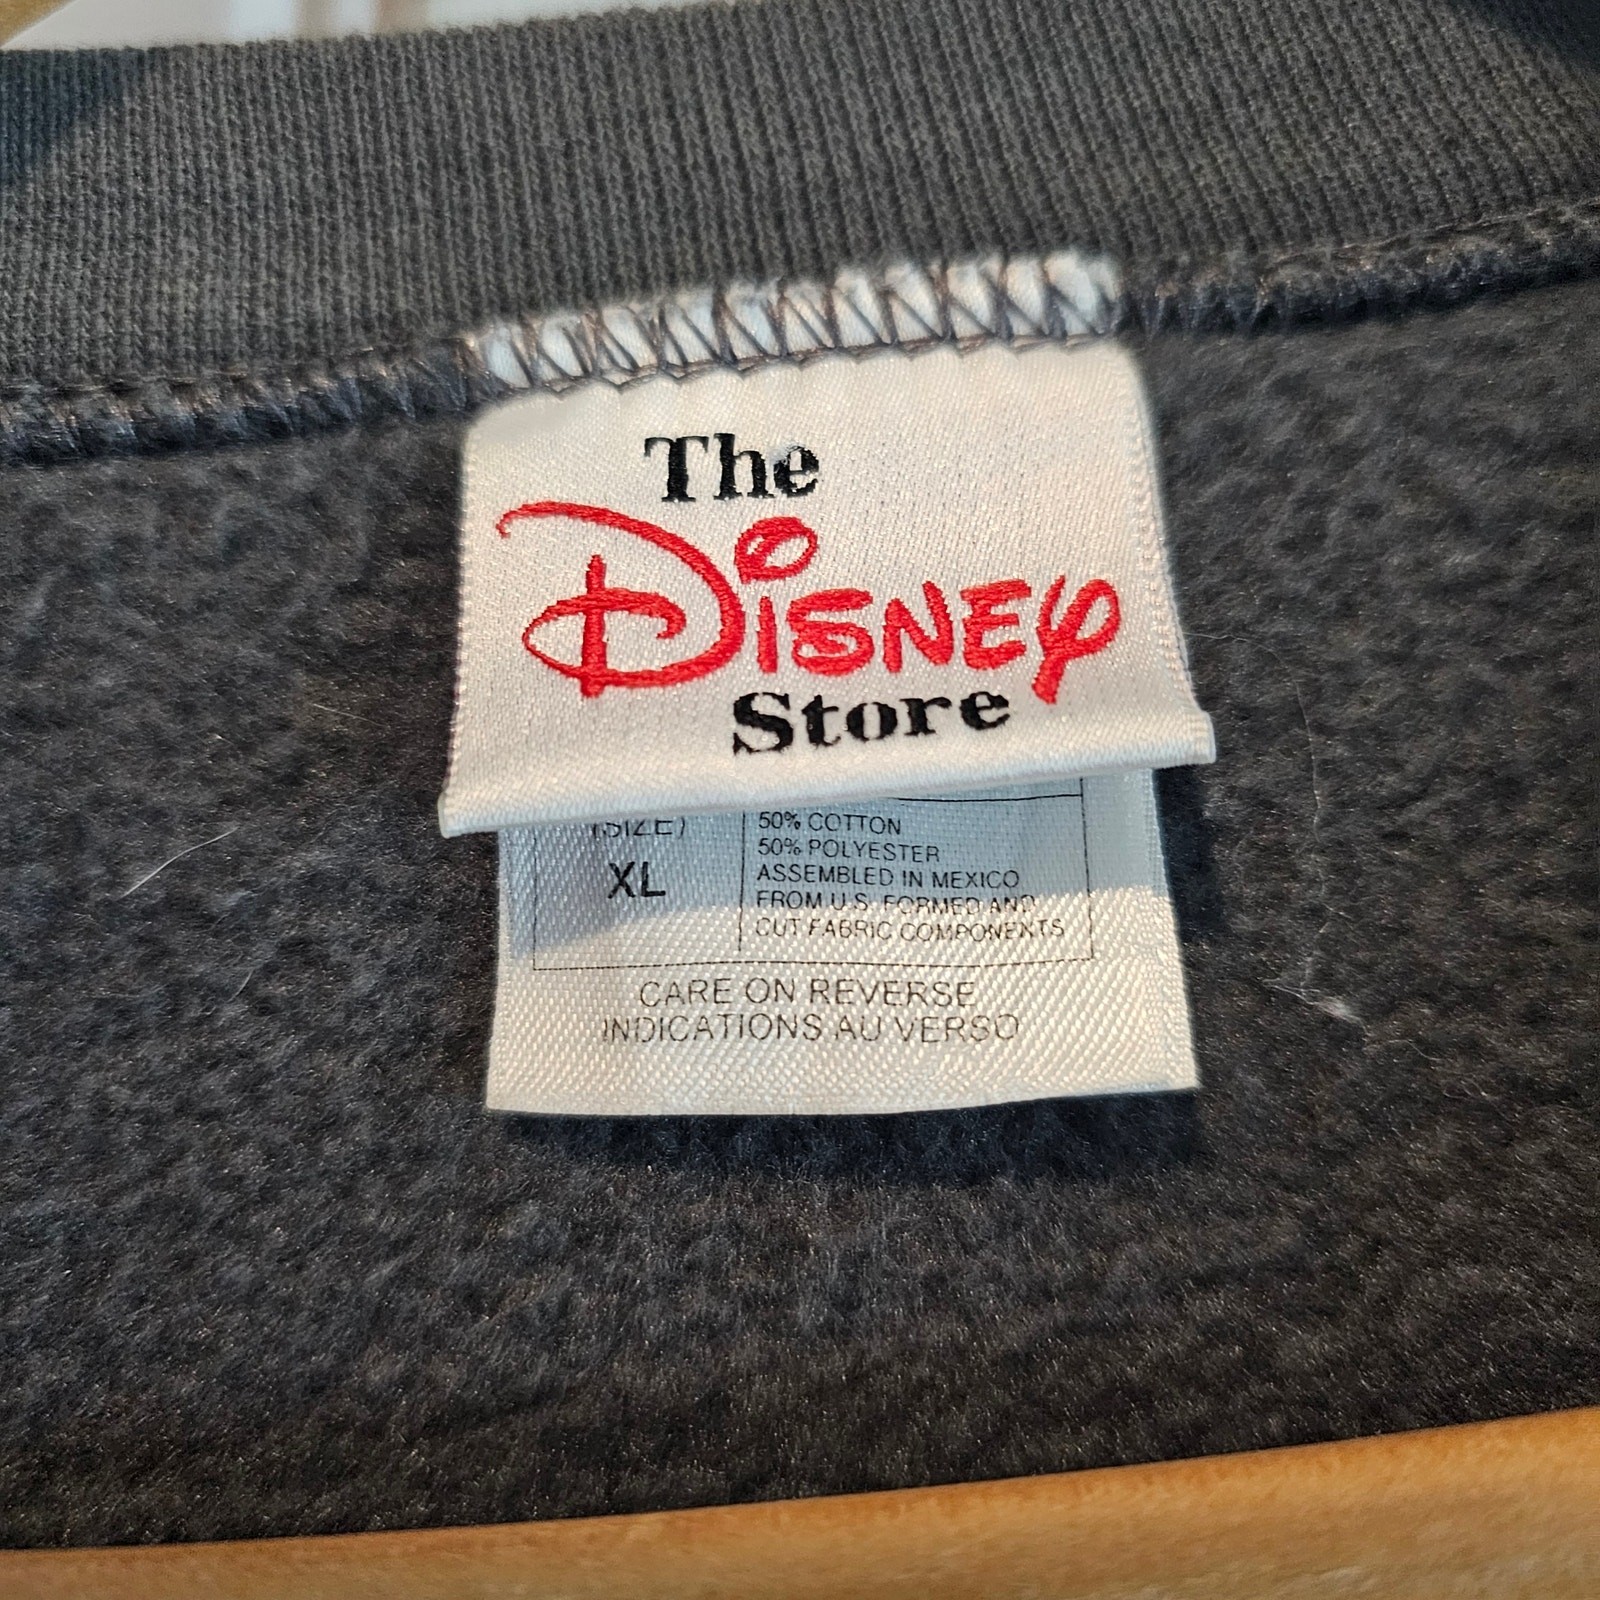 The
Disney
Store
(SIZE)
XL
50% COTTON
50% POLYESTER
ASSEMBLED IN MEXICO
FROM U.S. FORMED AND
CUT FABRIC COMPONENTS
CARE ON REVERSE
INDICATIONS AU VERSO